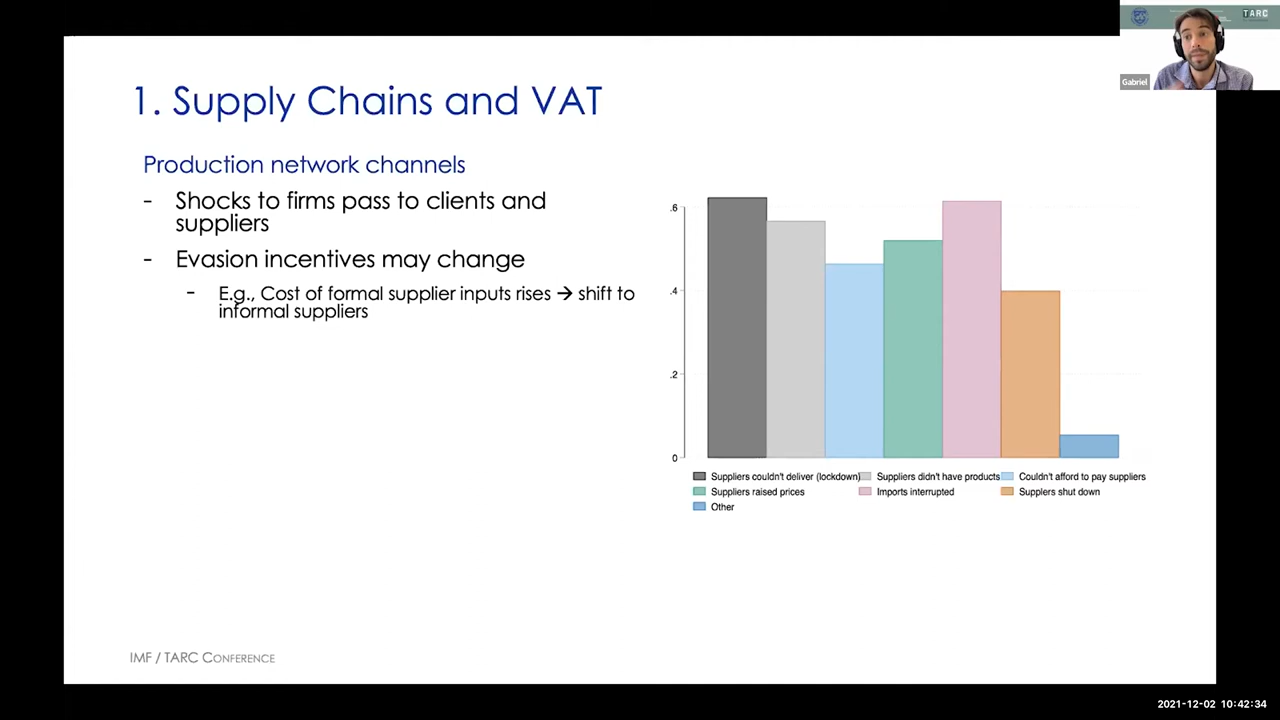 TARC
Gabriel
1. Supply Chains and VAT
Production network channels
- Shocks to firms pass to clients and
suppliers
- Evasion incentives may change
- E.g., Cost of formal supplier inputs rises → shift to
informal suppliers
.6
.4
.2
0
Suppliers couldn't deliver (lockdown) Suppliers didn't have products Couldn't afford to pay suppliers
Suppliers raised prices Imports interrupted Supplers shut down
Other
IMF / TARC CONFERENCE
2021-12-02 10:42:34